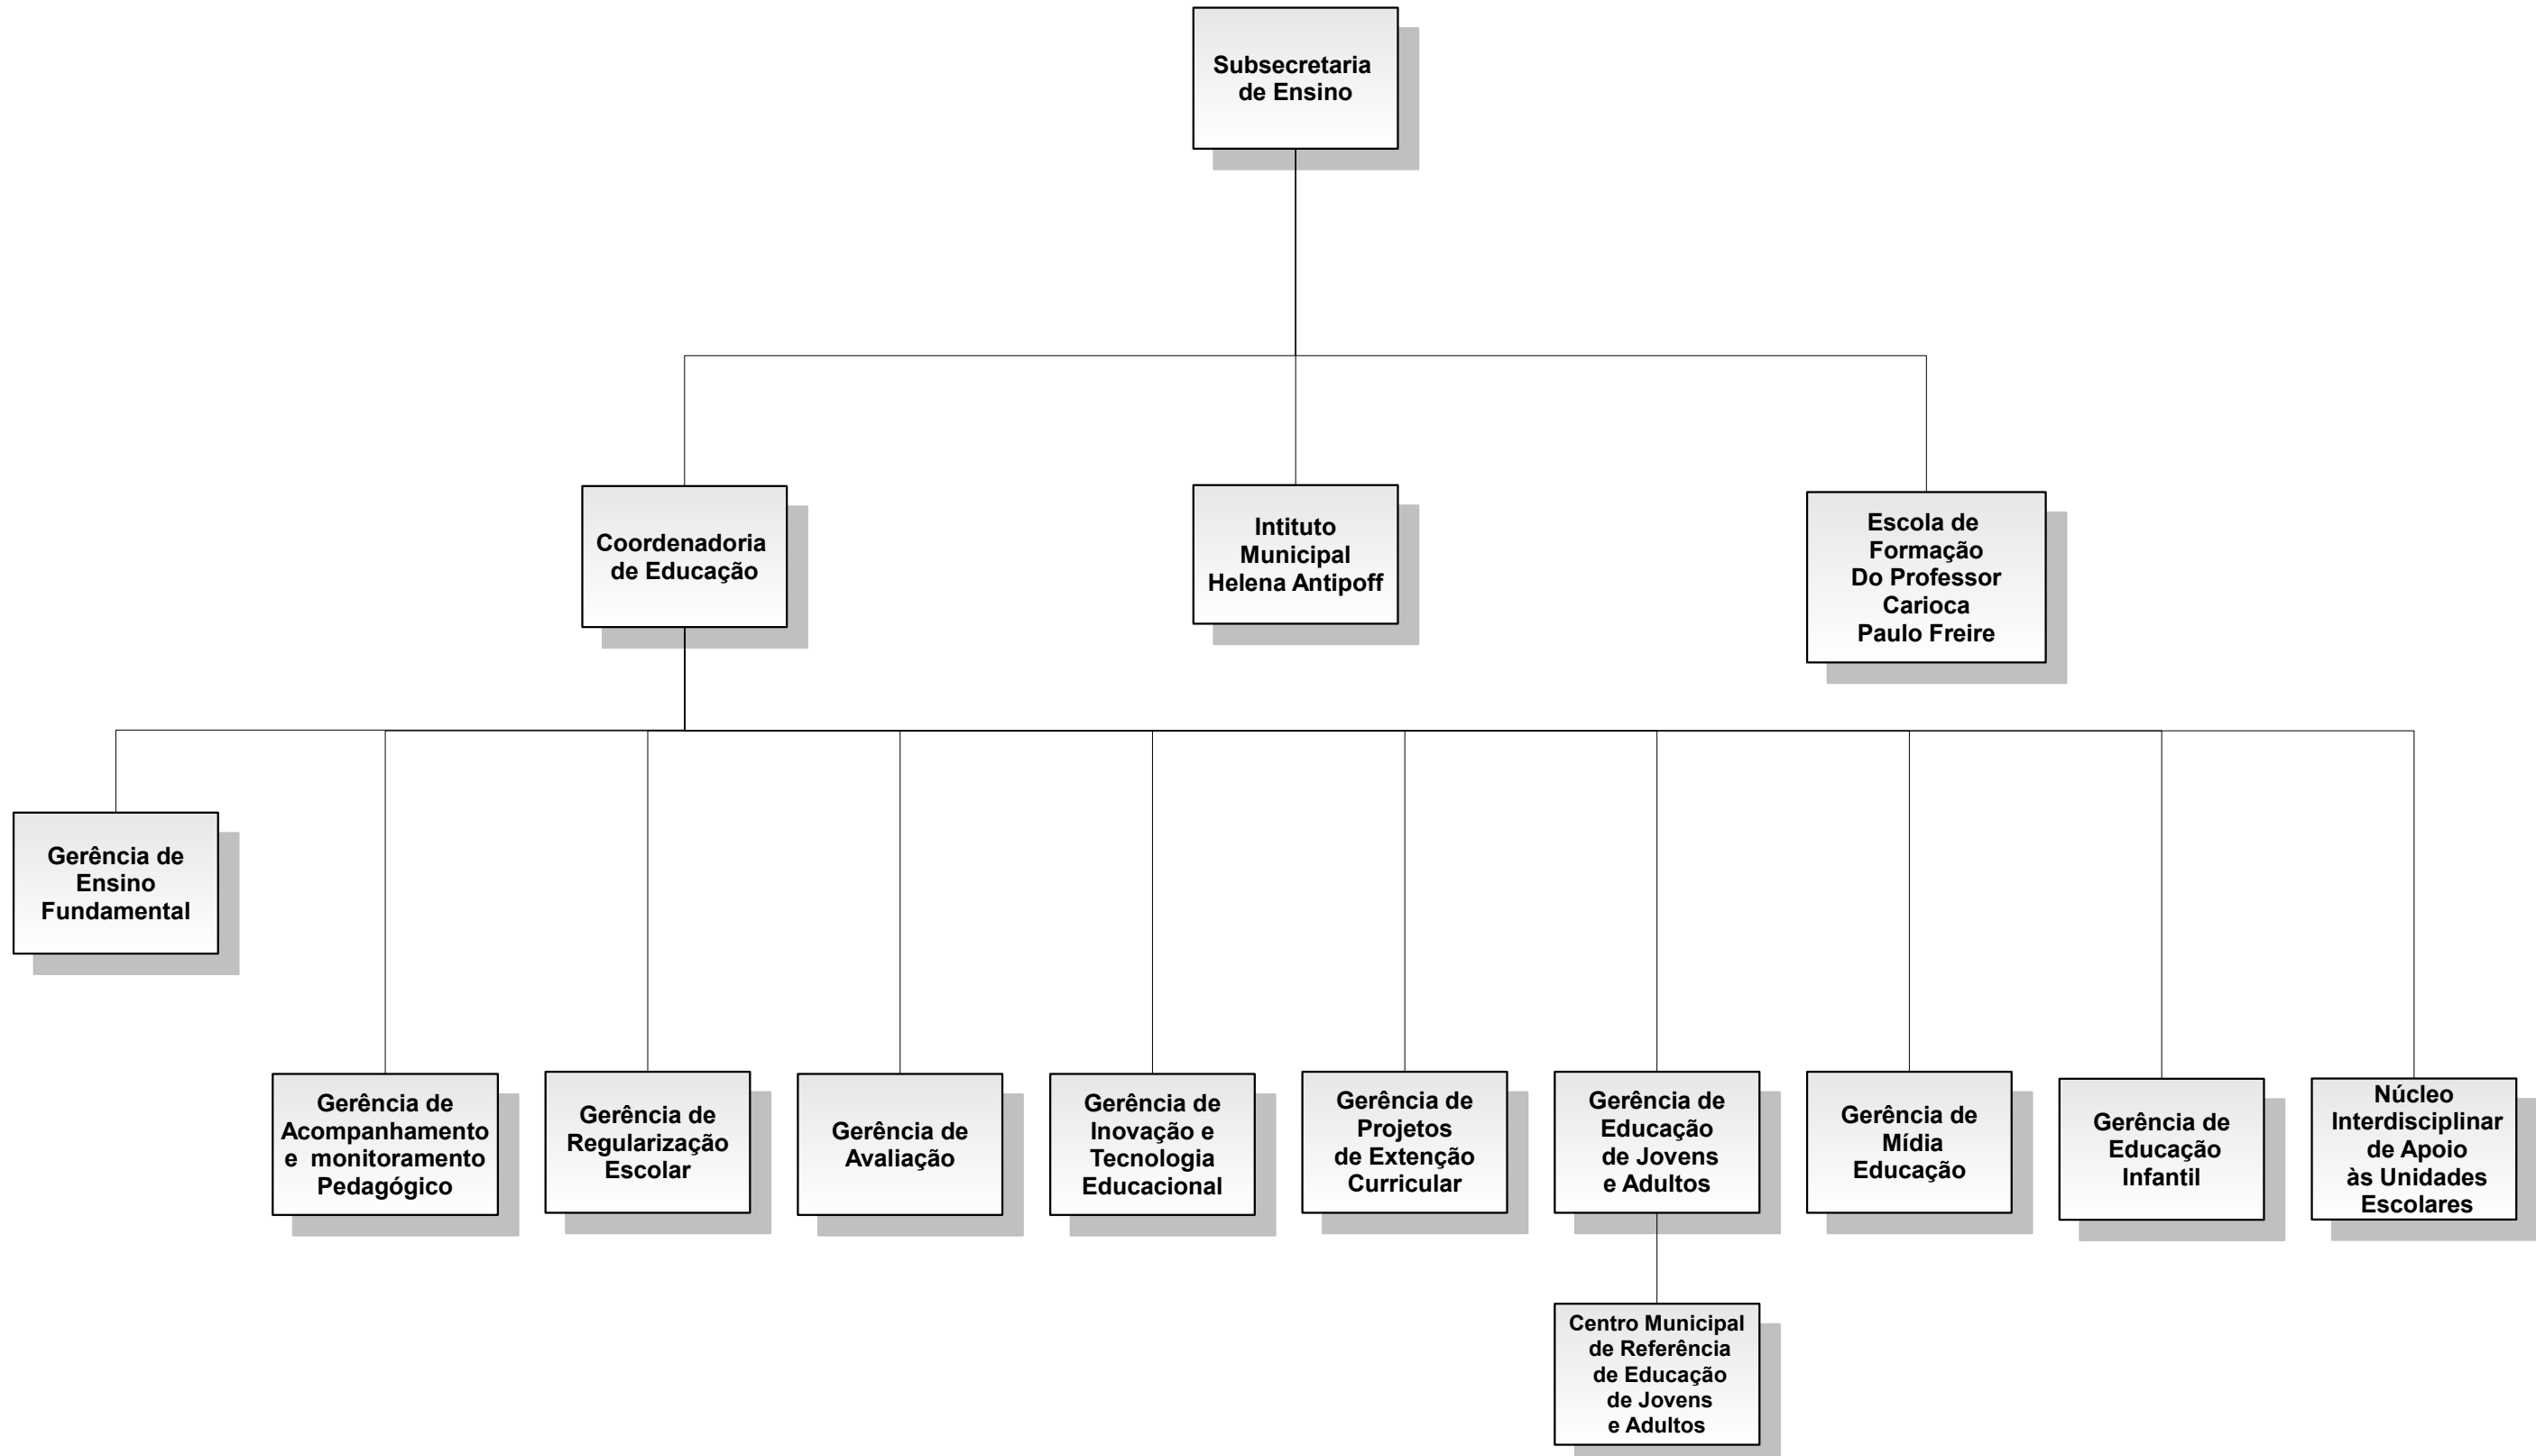 Subsecretaria
de Ensino
Coordenadoria
de Educação
Intituto
Municipal
Helena Antipoff
Escola de
Formação
Do Professor
Carioca
Paulo Freire
Gerência de
Ensino
Fundamental
Gerência de
Acompanhamento
e monitoramento
Pedagógico
Gerência de
Regularização
Escolar
Gerência de
Avaliação
Gerência de
Inovação e
Tecnologia
Educacional
Gerência de
Projetos
de Extenção
Curricular
Gerência de
Educação
de Jovens
e Adultos
Gerência de
Mídia
Educação
Gerência de
Educação
Infantil
Núcleo
Interdisciplinar
de Apoio
às Unidades
Escolares
Centro Municipal
de Referência
de Educação
de Jovens
e Adultos